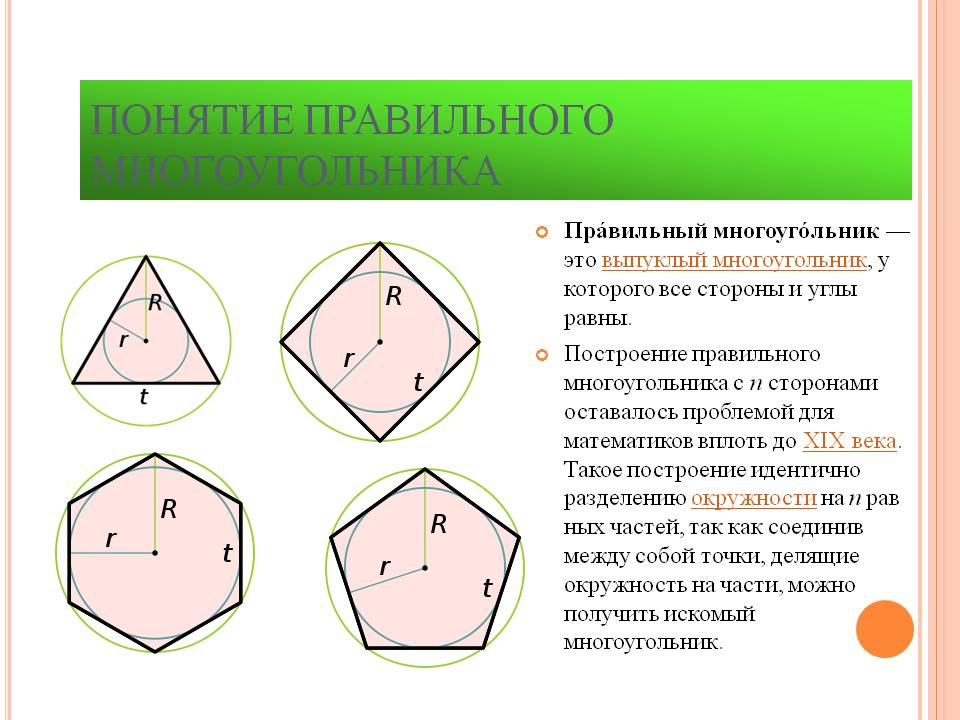 ПОНЯТИЕ ПРАВИЛЬНОГО
МНОГОУГОЛЬНИКА
R
r
t
R
r
t
R
r
t
R
r
t
Пра́вильный многоуго́льник —
это выпуклый многоугольник, у
которого все стороны и углы
равны.
Построение правильного
многоугольника с n сторонами
оставалось проблемой для
математиков вплоть до XIX века.
Такое построение идентично
разделению окружности на n рав
ных частей, так как соединив
между собой точки, делящие
окружность на части, можно
получить искомый
многоугольник.